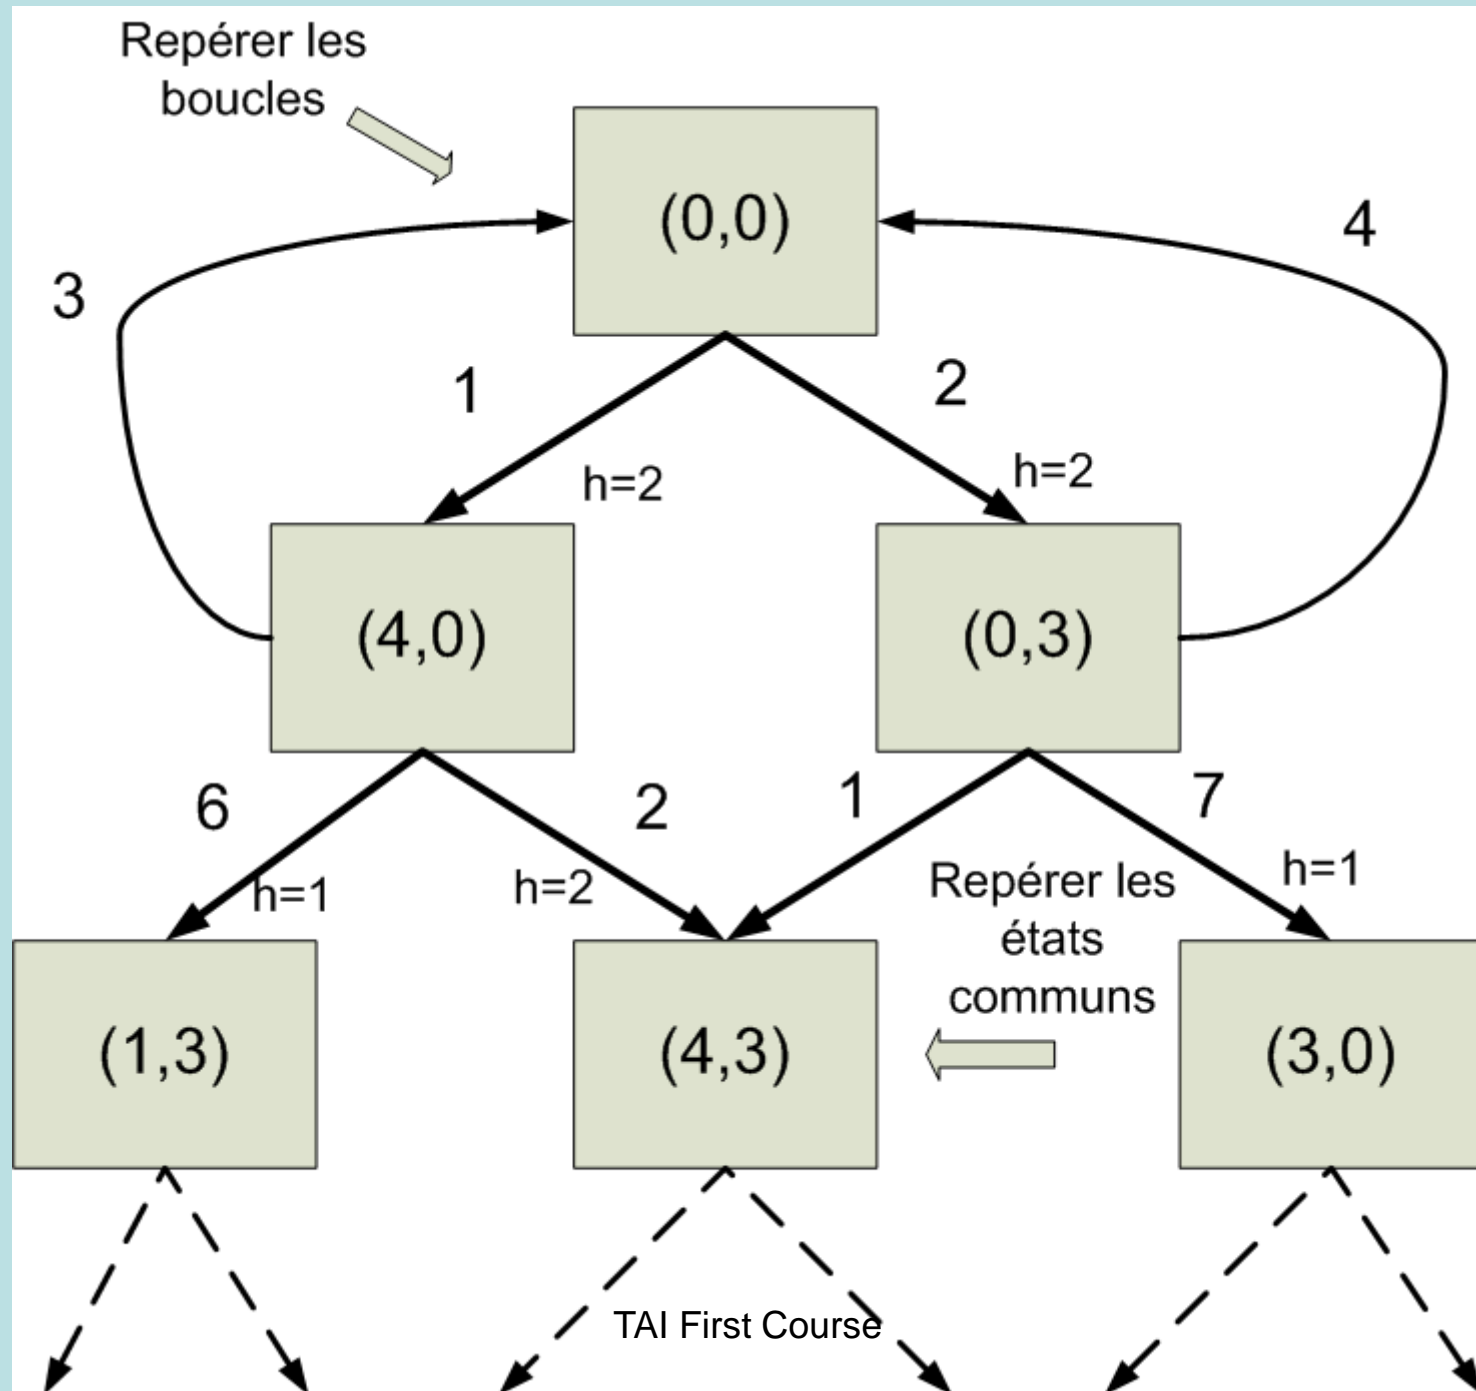 Repérer les
boucles
(0,0)
3
4
1
2
h=2
h=2
(4,0)
(0,3)
6
2
1
7
h=1
h=2
h=1
Repérer les
états
communs
(1,3)
(4,3)
(3,0)
TAI First Course